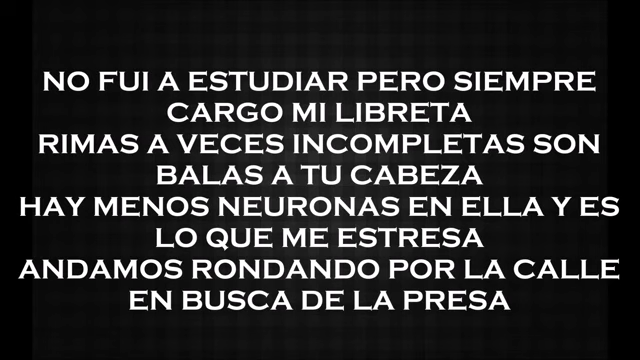 NO FUI A ESTUDIAR PERO SIEMPRE
CARGO MI LIBRETA
RIMAS A VECES INCOMPLETAS SON
BALAS A TU CABEZA
HAY MENOS NEURONAS EN ELLA Y ES
LO QUE ME ESTRESA
ANDAMOS RONDANDO POR LA CALLE
EN BUSCA DE LA PRESA